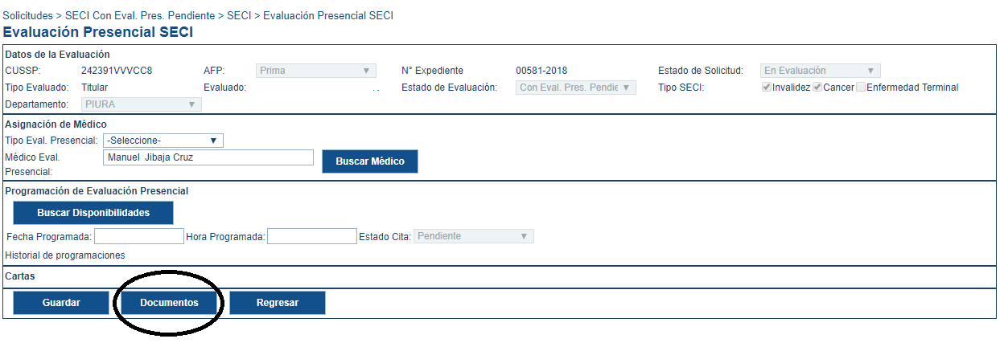 Solicitudes > SECI Con Eval. Pres. Pendiente > SECI > Evaluación Presencial SECI
Evaluación Presencial SECI
Datos de la Evaluación
CUSSP: 242391VVVCC8 AFP: Prima N° Expediente 00581-2018 Estado de Solicitud: En Evaluación
Tipo Evaluado: Titular Evaluado: . . Estado de Evaluación: Con Eval. Pres. Pendie Tipo SECI: Invalidez Cancer Enfermedad Terminal
Departamento: PIURA
Asignación de Médico
Tipo Eval. Presencial: -Seleccione-
Médico Eval. Presencial: Manuel Jibaja Cruz Buscar Médico
Programación de Evaluación Presencial
Buscar Disponibilidades
Fecha Programada: Hora Programada: Estado Cita: Pendiente
Historial de programaciones
Cartas
Guardar Documentos Regresar